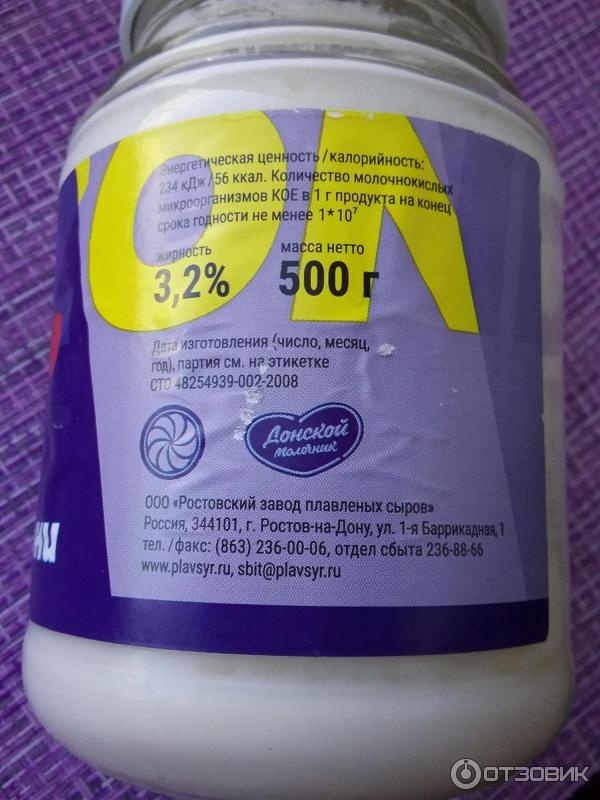 Энергетическая ценность/калорийность:
234 кДж/56 ккал. Количество молочнокислых
микроорганизмов КОЕ в 1 г продукта на конец
срока годности не менее 1*10⁷
жирность масса нетто
3,2% 500 г
Дата изготовления (число, месяц,
год), партия см. на этикетке
СТО 48254939-002-2008
Донской
Молочник
ООО «Ростовский завод плавленых сыров»
Россия, 344101, г. Ростов-на-Дону, ул. 1-я Баррикадная,1
тел./факс: (863) 236-00-06, отдел сбыта 236-88-66
www.plavsyr.ru, sbit@plavsyr.ru
ОТЗОВИК